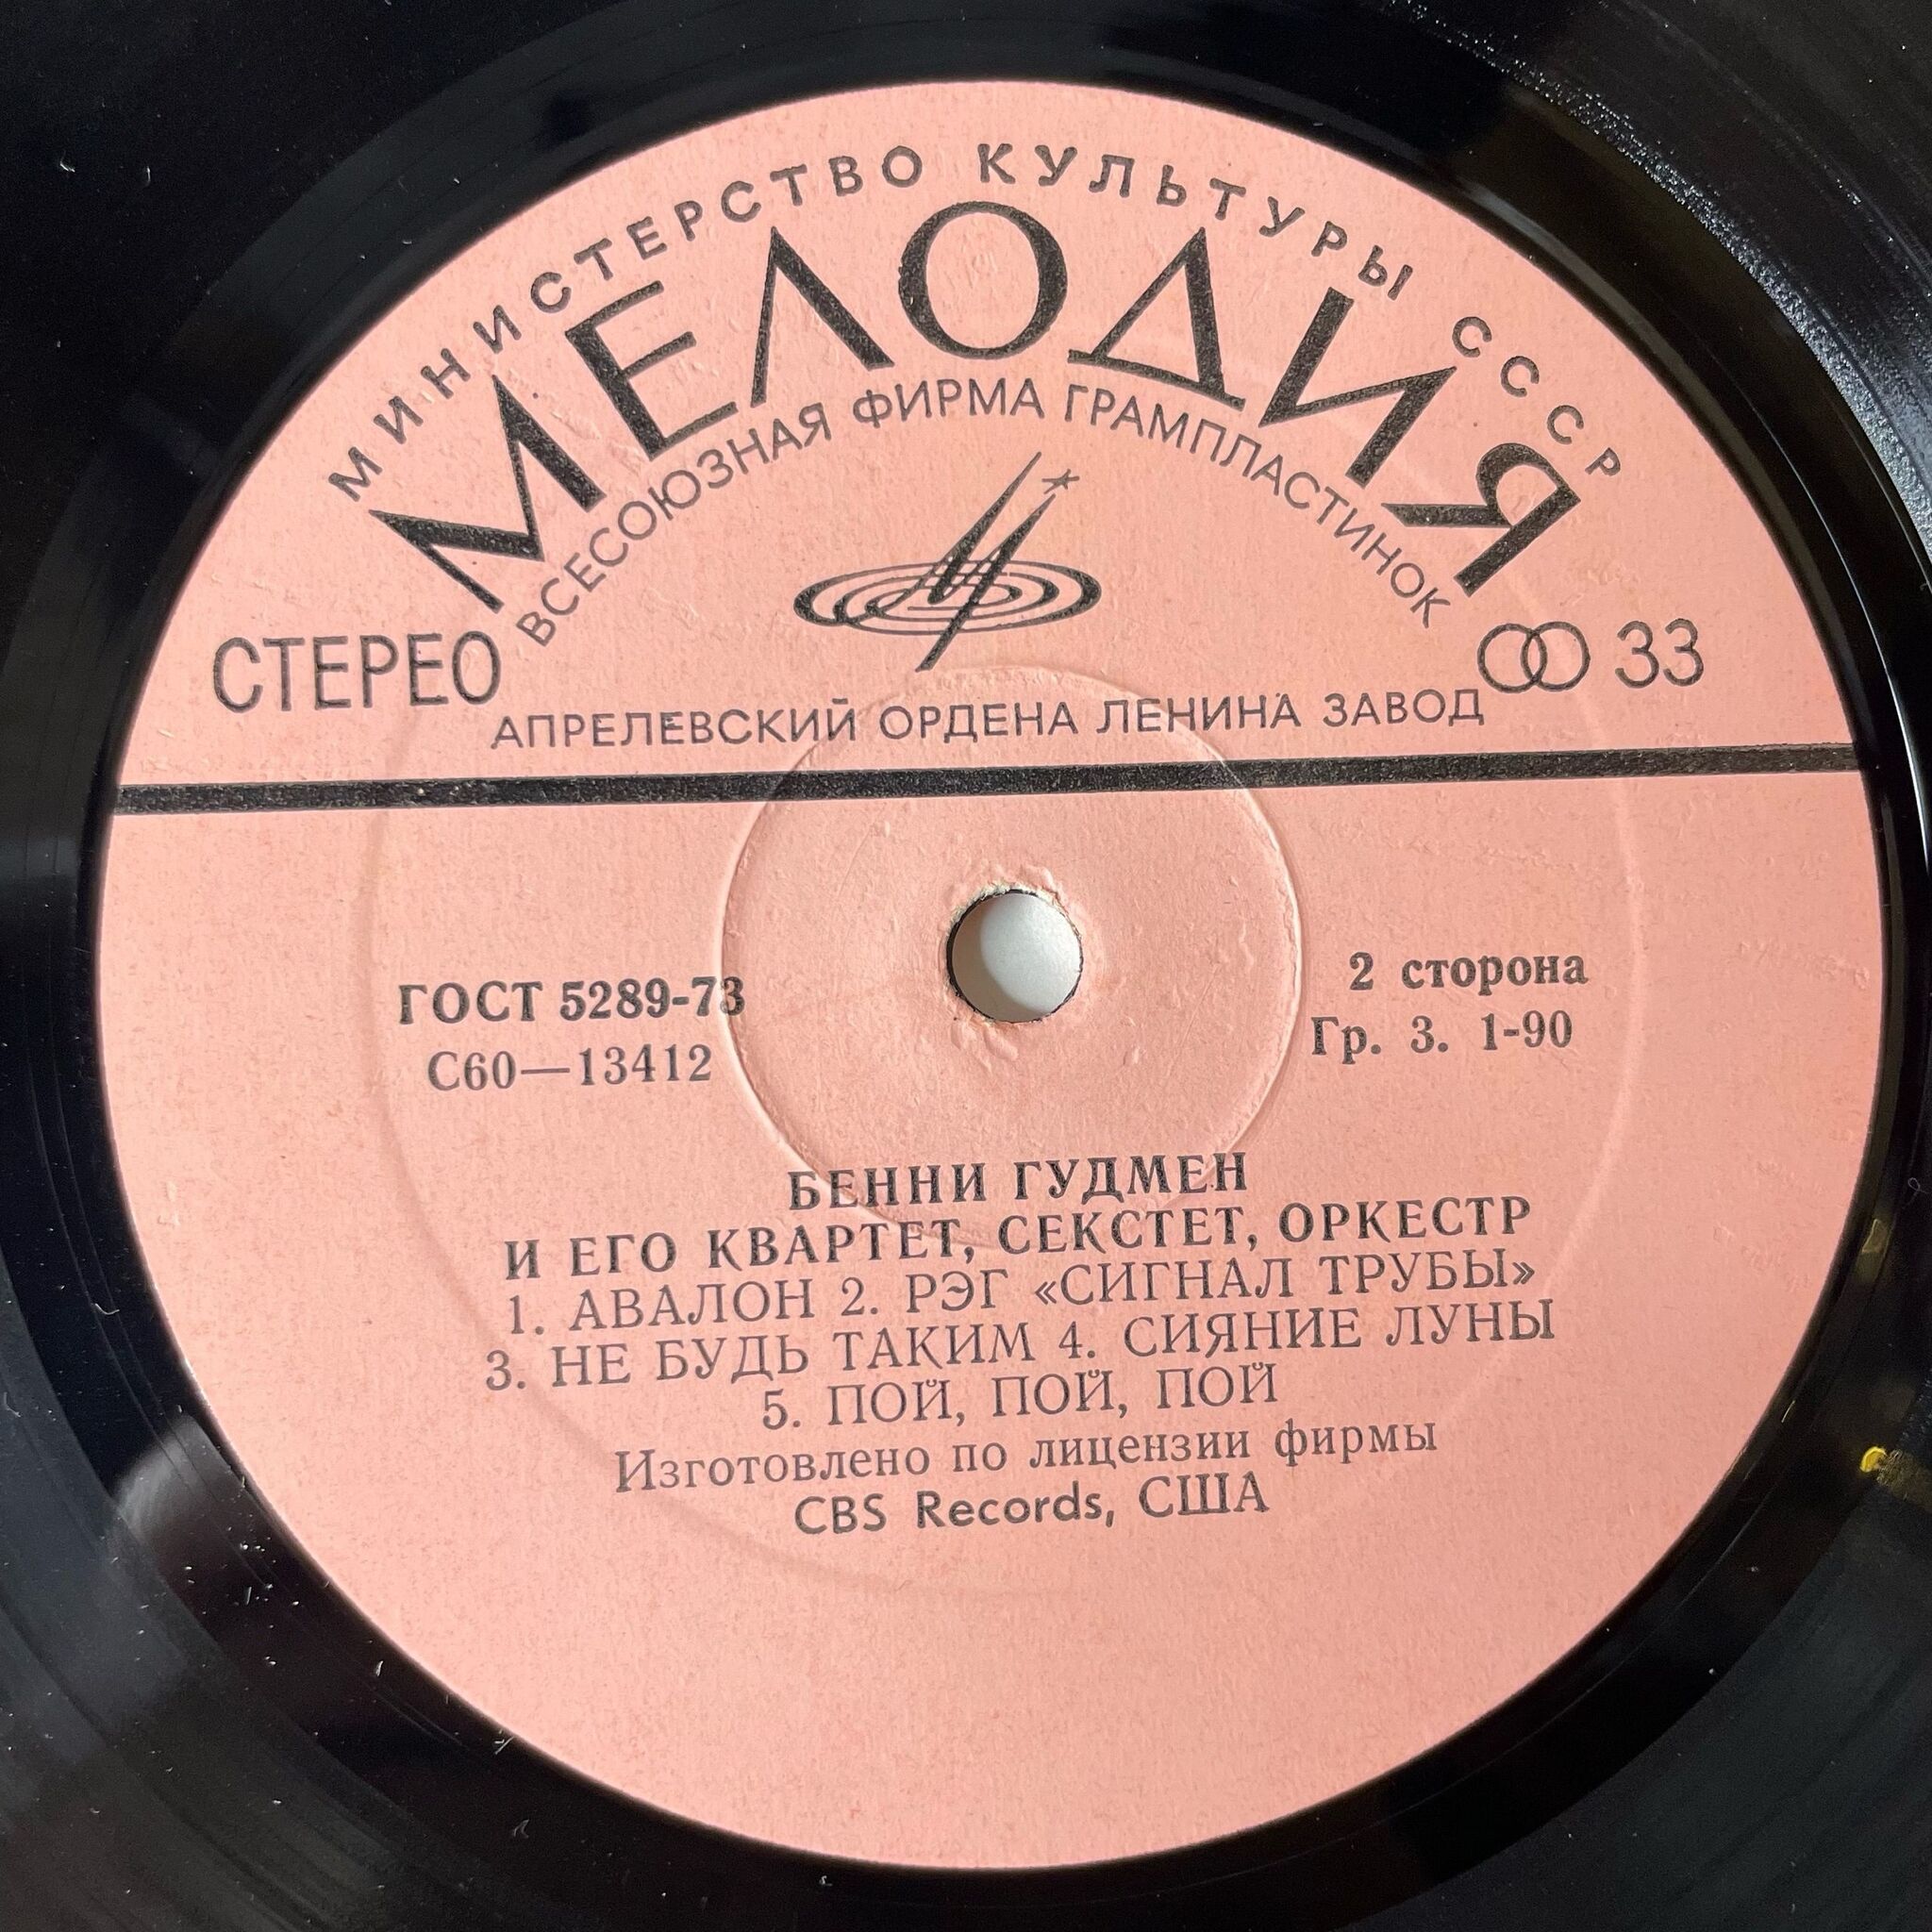 МИНИСТЕРСТВО КУЛЬТУРЫ СССР
МЕЛОДИЯ
ВСЕСОЮЗНАЯ ФИРМА ГРАМПЛАСТИНОК
СТЕРЕО
33
АПРЕЛЕВСКИЙ ОРДЕНА ЛЕНИНА ЗАВОД
ГОСТ 5289-73
С60—13412
2 сторона
Гр. 3. 1-90
БЕННИ ГУДМЕН
И ЕГО КВАРТЕТ, СЕКСТЕТ, ОРКЕСТР
1. АВАЛОН 2. РЭГ «СИГНАЛ ТРУБЫ»
3. НЕ БУДЬ ТАКИМ 4. СИЯНИЕ ЛУНЫ
5. ПОЙ, ПОЙ, ПОЙ
Изготовлено по лицензии фирмы
CBS Records, США